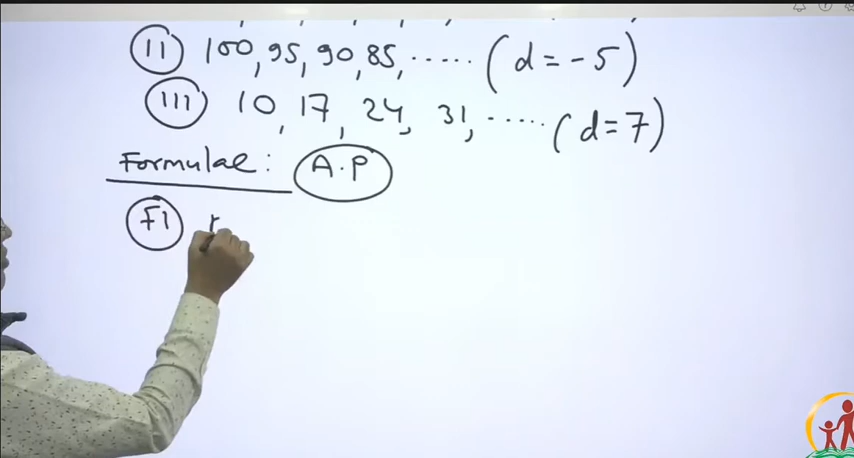 II 100, 95, 90, 85, ..... (d = -5)
III 10, 17, 24, 31, ..... (d = 7)
Formulae : A.P
F1